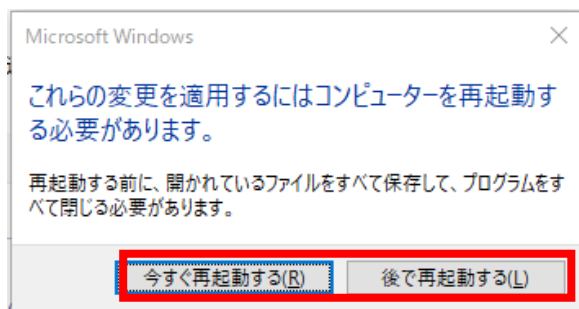 Microsoft Windows
これらの変更を適用するにはコンピューターを再起動す
る必要があります。
再起動する前に、開かれているファイルをすべて保存して、プログラムをす
べて閉じる必要があります。
今すぐ再起動する(R) 後で再起動する(L)